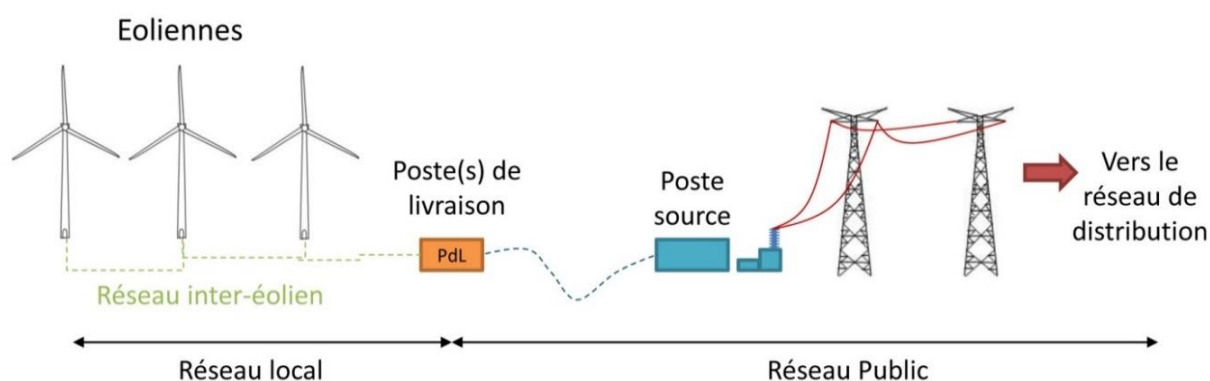 Eoliennes
Poste(s) de
livraison
PdL
Poste
source
Vers le
réseau de
distribution
Réseau inter-éolien
Réseau local
Réseau Public